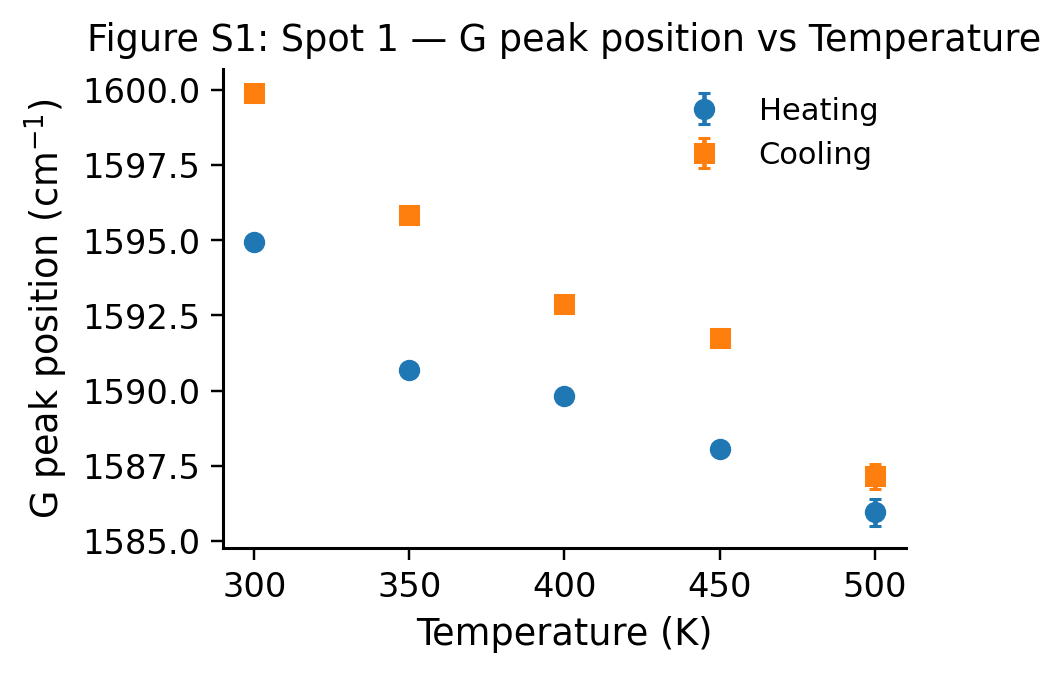 Figure S1: Spot 1 — G peak position vs Temperature
G peak position (cm⁻¹)
1600.0
1597.5
1595.0
1592.5
1590.0
1587.5
1585.0
Heating
Cooling
300 350 400 450 500
Temperature (K)